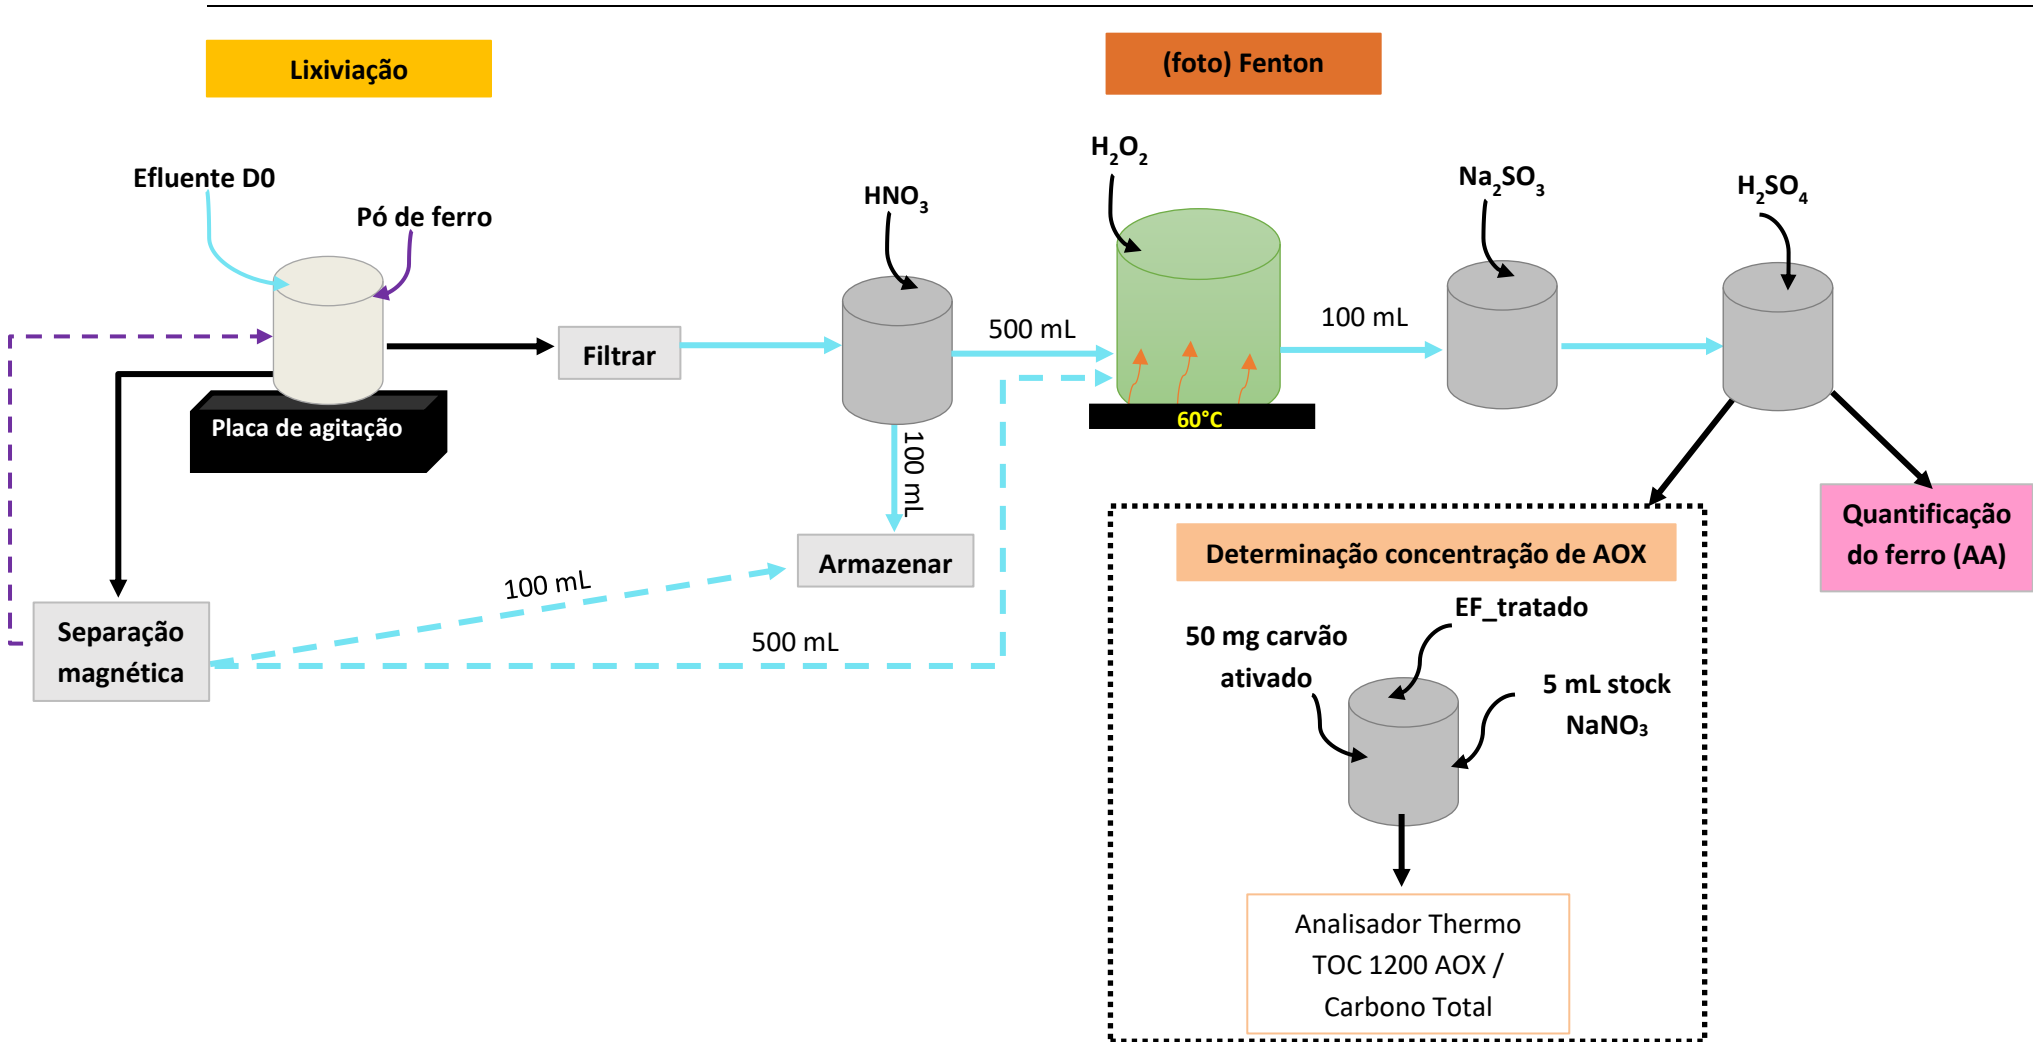 Lixiviação
(foto) Fenton
Efluente D0
Pó de ferro
HNO₃
H₂O₂
Na₂SO₃
H₂SO₄
Filtrar
500 mL
100 mL
Placa de agitação
60°C
100 mL
Armazenar
Separação
magnética
100 mL
500 mL
Quantificação
do ferro (AA)
Determinação concentração de AOX
EF_tratado
50 mg carvão
ativado
5 mL stock
NaNO₃
Analisador Thermo
TOC 1200 AOX /
Carbono Total